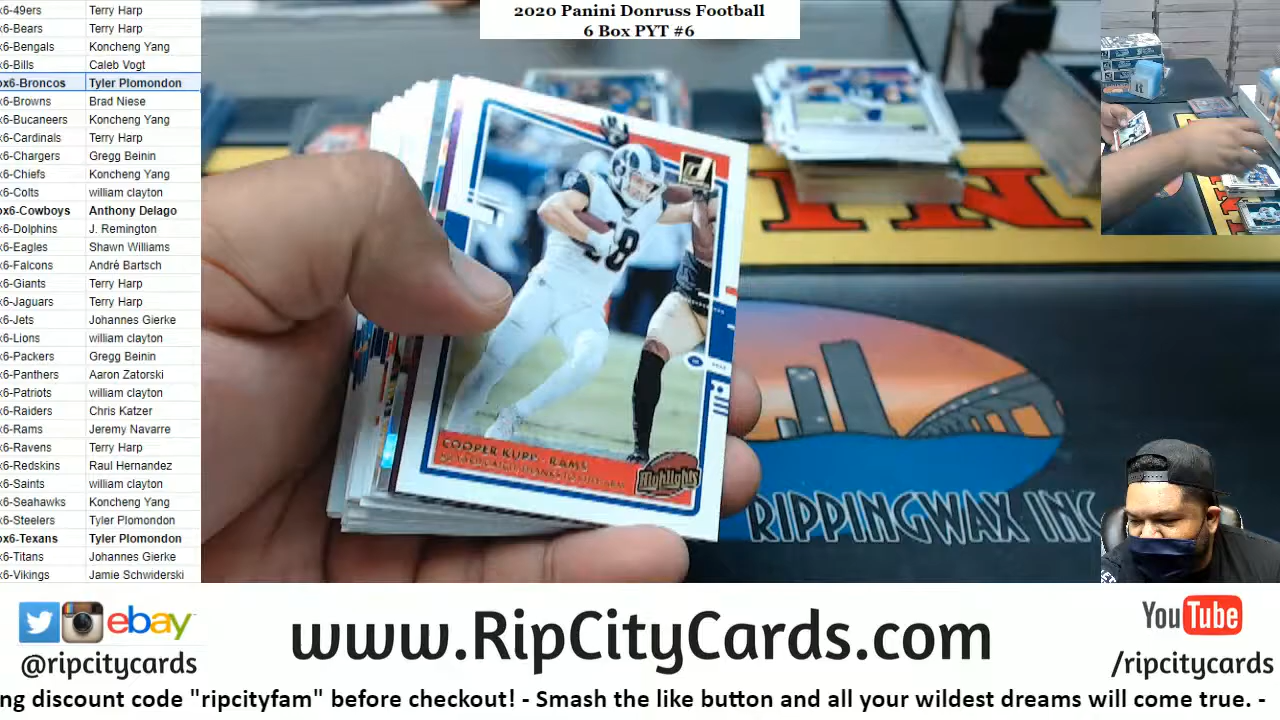 2020 Panini Donruss Football
6 Box PYT #6
x6-49ers Terry Harp
x6-Bears Terry Harp
x6-Bengals Koncheng Yang
x6-Bills Caleb Vogt
ox6-Broncos Tyler Plomondon
x6-Browns Brad Niese
x6-Bucaneers Koncheng Yang
x6-Cardinals Terry Harp
x6-Chargers Gregg Beinin
x6-Chiefs Koncheng Yang
x6-Colts william clayton
ox6-Cowboys Anthony Delago
x6-Dolphins J. Remington
x6-Eagles Shawn Williams
x6-Falcons André Bartsch
x6-Giants Terry Harp
x6-Jaguars Terry Harp
x6-Jets Johannes Gierke
x6-Lions william clayton
x6-Packers Gregg Beinin
x6-Panthers Aaron Zatorski
x6-Patriots william clayton
x6-Raiders Chris Katzer
x6-Rams Jeremy Navarre
x6-Ravens Terry Harp
x6-Redskins Raul Hernandez
x6-Saints william clayton
x6-Seahawks Koncheng Yang
x6-Steelers Tyler Plomondon
ox6-Texans Tyler Plomondon
x6-Titans Johannes Gierke
x6-Vikings Jamie Schwiderski
18
COOPER KUPP - RAMS
Highlights
RIPPINGWAX INC
ebay
@ripcitycards
www.RipCityCards.com
YouTube
/ripcitycards
ng discount code "ripcityfam" before checkout! - Smash the like button and all your wildest dreams will come true. -